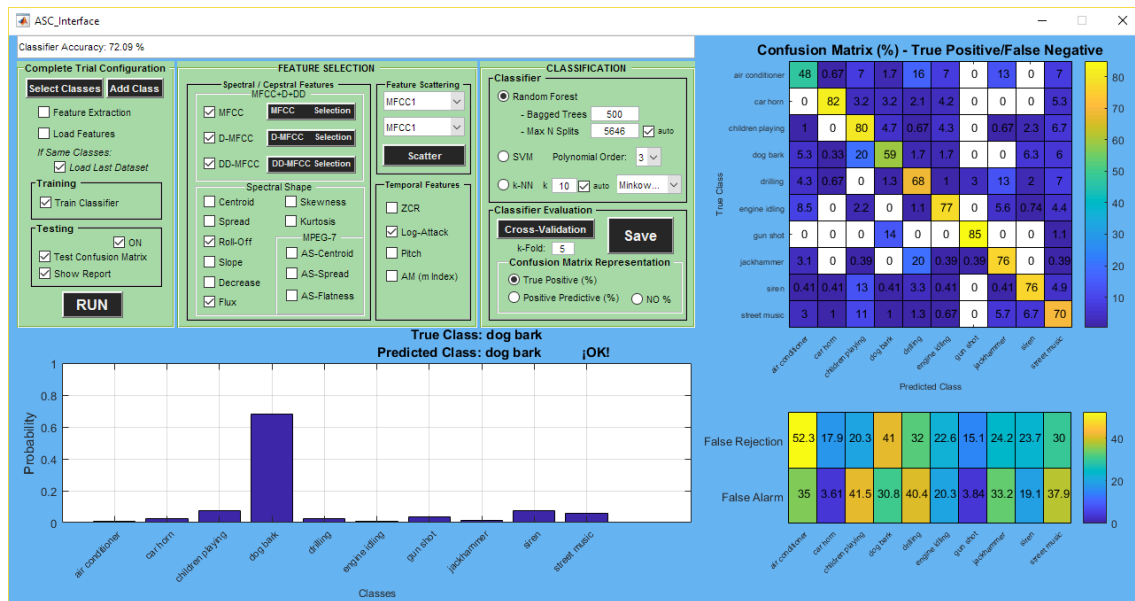 ASC_Interface
Classifier Accuracy: 72.09 %
Complete Trial Configuration
Select Classes Add Class
Feature Extraction
Load Features
If Same Classes:
Load Last Dataset
Training
Train Classifier
Testing
ON
Test Confusion Matrix
Show Report
RUN
FEATURE SELECTION
Spectral / Cepstral Features
MFCC+D+DD
MFCC MFCC Selection
D-MFCC D-MFCC Selection
DD-MFCC DD-MFCC Selection
Spectral Shape
Centroid Skewness
Spread Kurtosis
Roll-Off MPEG-7
Slope AS-Centroid
Decrease AS-Spread
Flux AS-Flatness
Feature Scattering
MFCC1
MFCC1
Scatter
Temporal Features
ZCR
Log-Attack
Pitch
AM (m Index)
CLASSIFICATION
Classifier
Random Forest
- Bagged Trees 500
- Max N Splits 5646 auto
SVM Polynomial Order: 3
k-NN k 10 auto Minkow...
Classifier Evaluation
Cross-Validation
k-Fold: 5
Save
Confusion Matrix Representation
True Positive (%)
Positive Predictive (%) NO %
Confusion Matrix (%) - True Positive/False Negative
True Class
air conditioner 48 0.67 7 1.7 16 7 0 13 0 7
car horn 0 82 3.2 3.2 2.1 4.2 0 0 0 5.3
children playing 1 0 80 4.7 0.67 4.3 0 0.67 2.3 6.7
dog bark 5.3 0.33 20 59 1.7 1.7 0 0 6.3 6
drilling 4.3 0.67 0 1.3 68 1 3 13 2 7
engine idling 8.5 0 2.2 0 1.1 77 0 5.6 0.74 4.4
gun shot 0 0 0 14 0 0 85 0 0 1.1
jackhammer 3.1 0 0.39 0 20 0.39 0.39 76 0 0.39
siren 0.41 0.41 13 0.41 3.3 0.41 0 0.41 76 4.9
street music 3 1 11 1 1.3 0.67 0 5.7 6.7 70
air conditioner car horn children playing dog bark drilling engine idling gun shot jackhammer siren street music
Predicted Class
80
70
60
50
40
30
20
10
True Class: dog bark
Predicted Class: dog bark ¡OK!
Probability
1
0.8
0.6
0.4
0.2
0
air conditioner car horn children playing dog bark drilling engine idling gun shot jackhammer siren street music
Classes
False Rejection 52.3 17.9 20.3 41 32 22.6 15.1 24.2 23.7 30
False Alarm 35 3.61 41.5 30.8 40.4 20.3 3.84 33.2 19.1 37.9
air conditioner car horn children playing dog bark drilling engine idling gun shot jackhammer siren street music
40
20
0